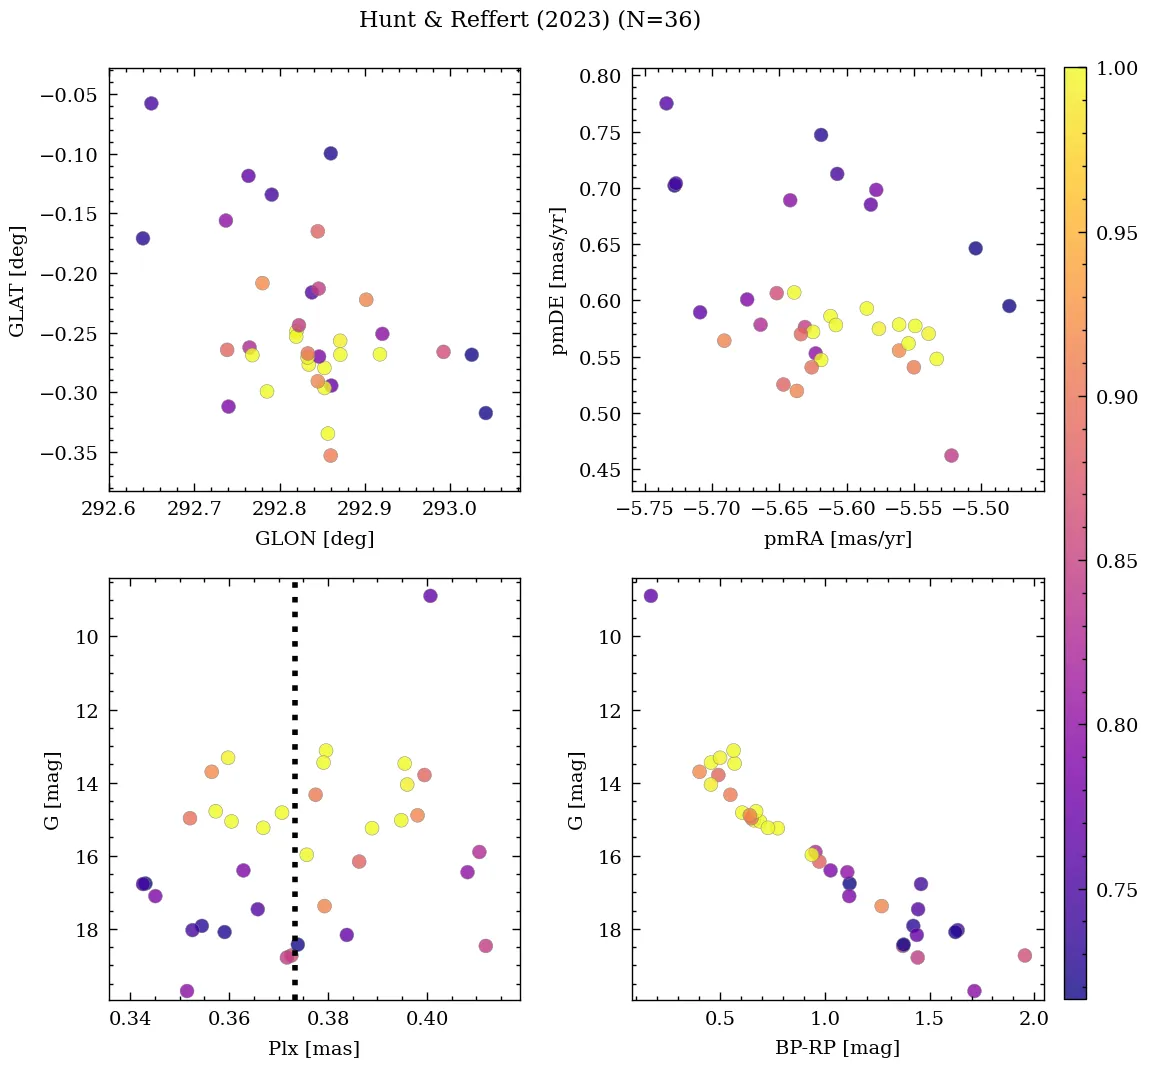 Hunt & Reffert (2023) (N=36)
−0.05
−0.10
−0.15
−0.20
−0.25
−0.30
−0.35
GLAT [deg]
292.6 292.7 292.8 292.9 293.0
GLON [deg]
0.80
0.75
0.70
0.65
0.60
0.55
0.50
0.45
pmDE [mas/yr]
−5.75 −5.70 −5.65 −5.60 −5.55 −5.50
pmRA [mas/yr]
10
12
14
16
18
G [mag]
0.34 0.36 0.38 0.40
Plx [mas]
10
12
14
16
18
G [mag]
0.5 1.0 1.5 2.0
BP-RP [mag]
1.00
0.95
0.90
0.85
0.80
0.75